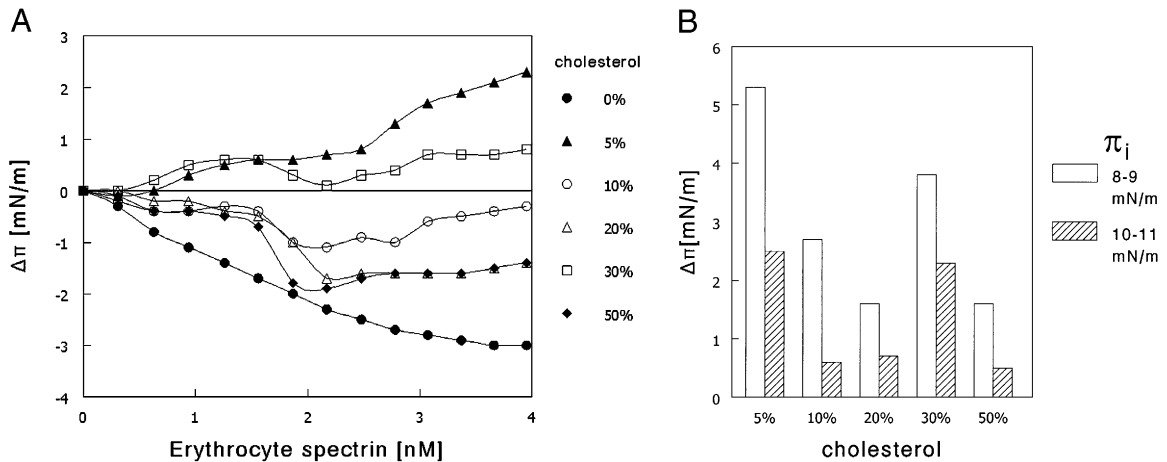 A
3
2
1
0
-1
-2
-3
-4
Δπ [mN/m]
0 1 2 3 4
Erythrocyte spectrin [nM]
cholesterol
0%
5%
10%
20%
30%
50%
B
6
5
4
3
2
1
0
Δπ[mN/m]
5% 10% 20% 30% 50%
cholesterol
πi
8-9
mN/m
10-11
mN/m